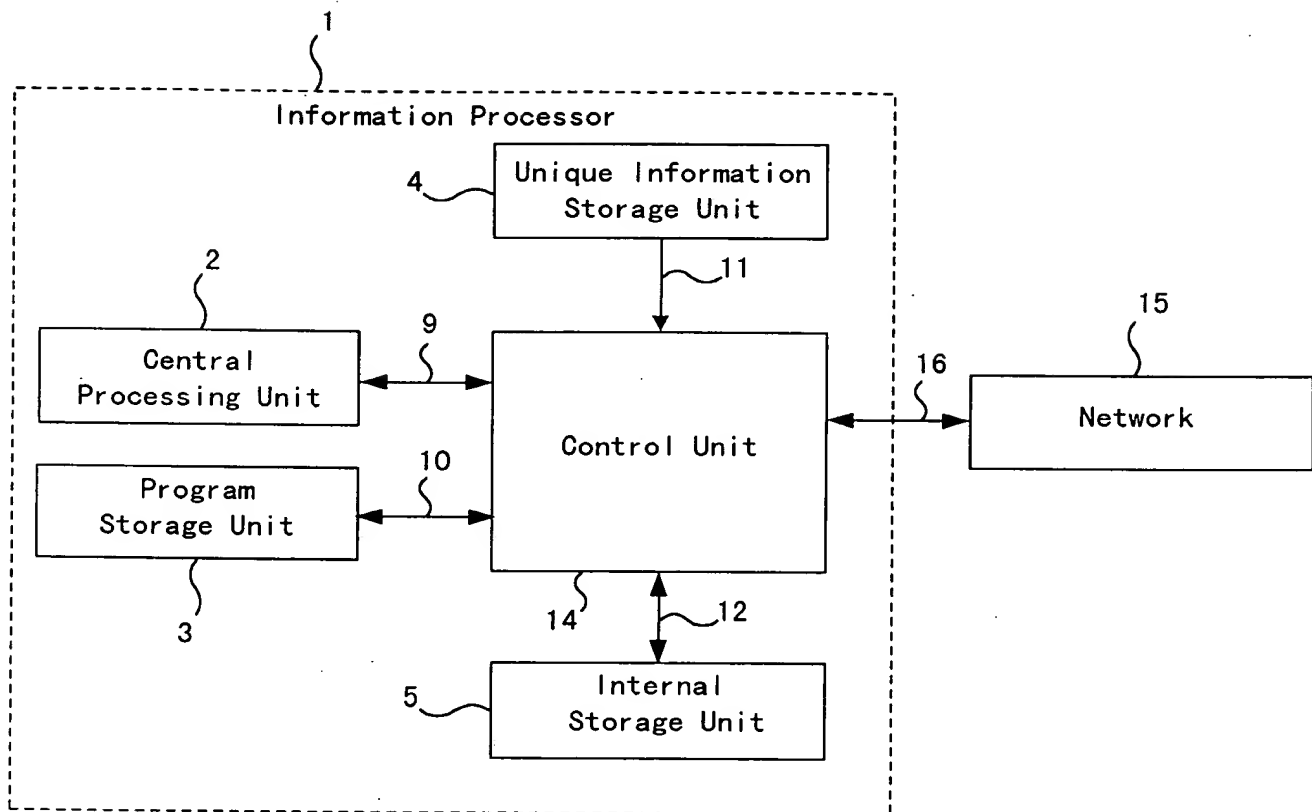 1
Information Processor
4
Unique Information
Storage Unit
11
2
Central
Processing Unit
9
15
16
Network
Control Unit
10
Program
Storage Unit
3
14
12
5
Internal
Storage Unit